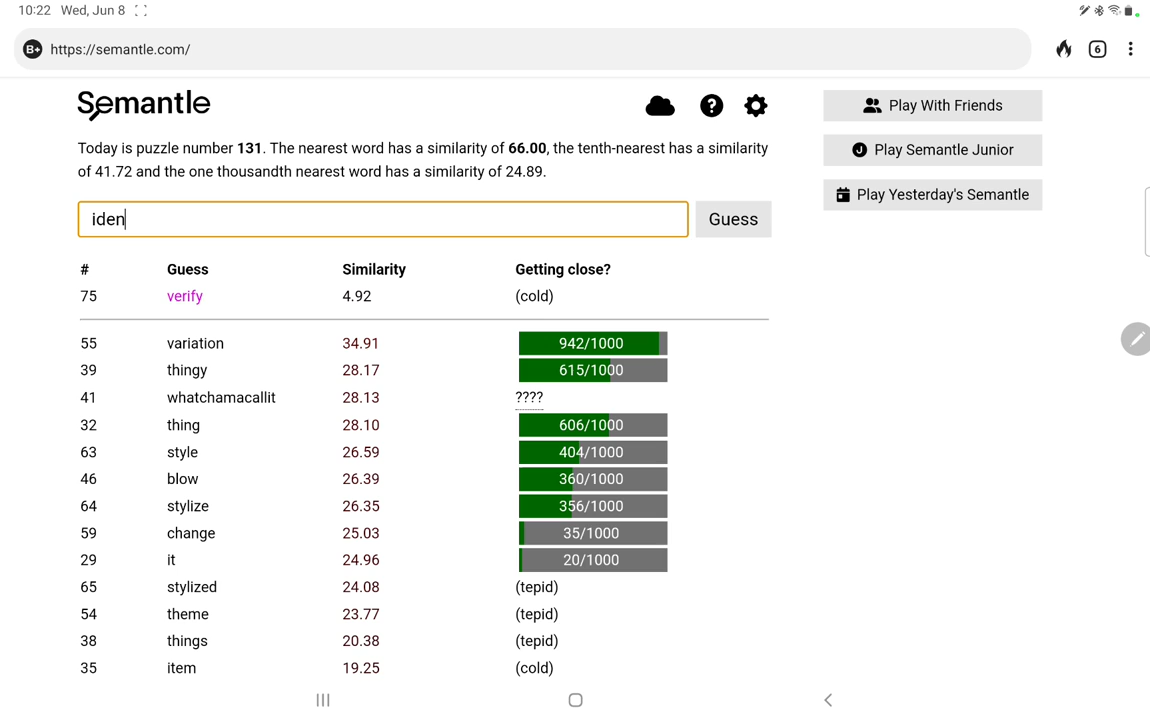 10:22 Wed, Jun 8
B+ https://semantle.com/ 6
Semantle
Play With Friends
Today is puzzle number 131. The nearest word has a similarity of 66.00, the tenth-nearest has a similarity
of 41.72 and the one thousandth nearest word has a similarity of 24.89.
J Play Semantle Junior
Play Yesterday's Semantle
iden Guess
# Guess Similarity Getting close?
75 verify 4.92 (cold)
55 variation 34.91 942/1000
39 thingy 28.17 615/1000
41 whatchamacallit 28.13 ????
32 thing 28.10 606/1000
63 style 26.59 404/1000
46 blow 26.39 360/1000
64 stylize 26.35 356/1000
59 change 25.03 35/1000
29 it 24.96 20/1000
65 stylized 24.08 (tepid)
54 theme 23.77 (tepid)
38 things 20.38 (tepid)
35 item 19.25 (cold)